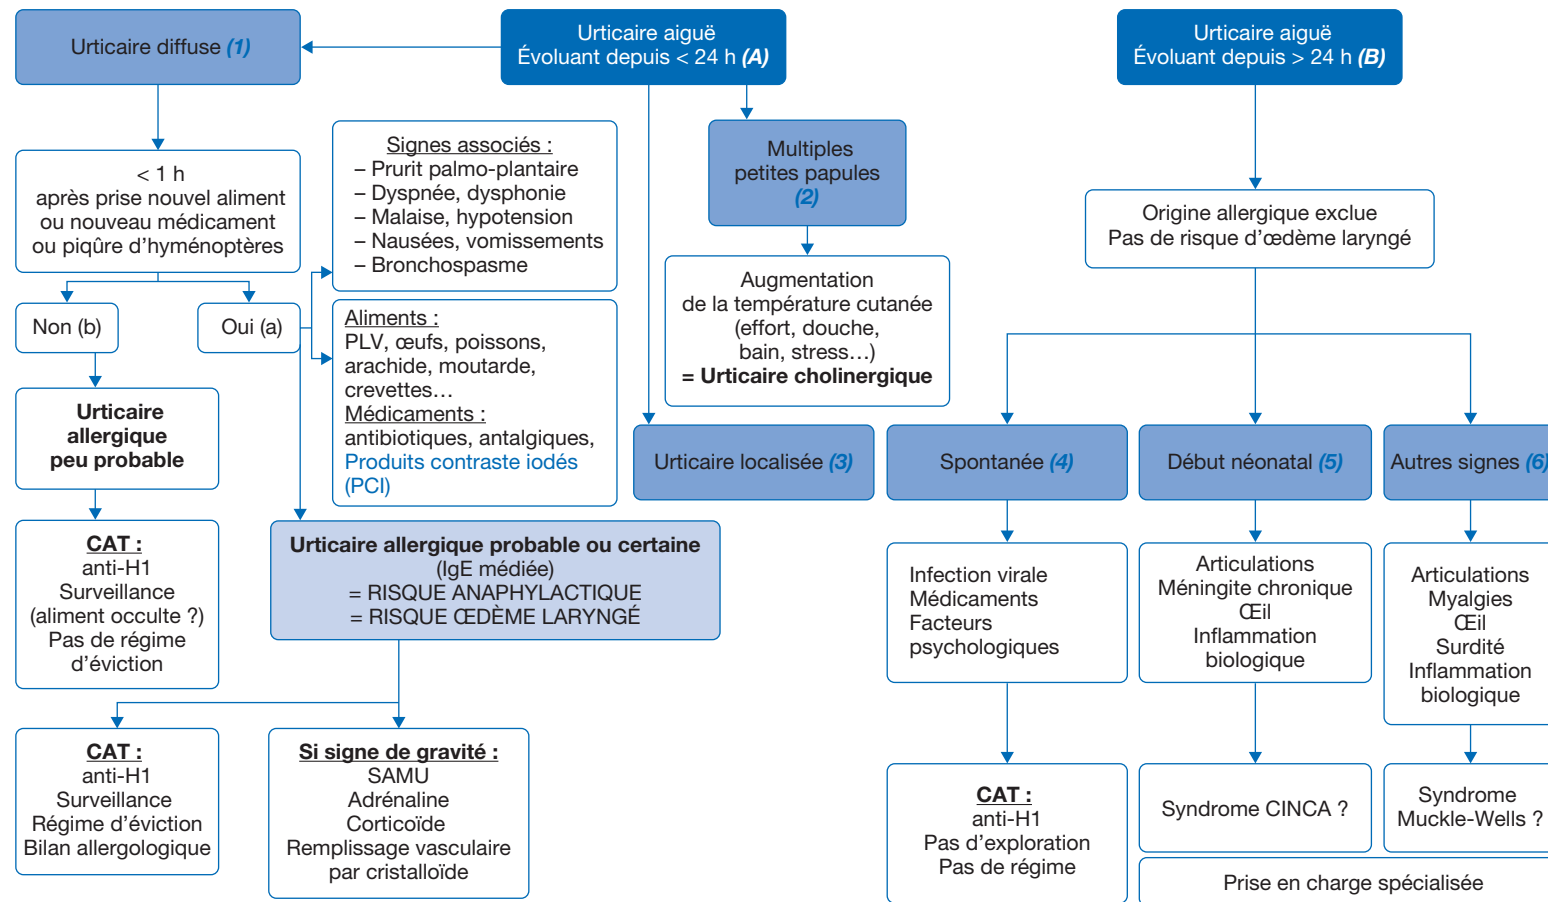 Urticaire diffuse (1)
Urticaire aiguë
Évoluant depuis < 24 h (A)
Urticaire aiguë
Évoluant depuis > 24 h (B)
< 1 h
après prise nouvel aliment
ou nouveau médicament
ou piqûre d’hyménoptères
Signes associés :
– Prurit palmo-plantaire
– Dyspnée, dysphonie
– Malaise, hypotension
– Nausées, vomissements
– Bronchospasme
Multiples
petites papules
(2)
Origine allergique exclue
Pas de risque d’œdème laryngé
Non (b)
Oui (a)
Aliments :
PLV, œufs, poissons,
arachide, moutarde,
crevettes…
Médicaments :
antibiotiques, antalgiques,
Produits contraste iodés
(PCI)
Augmentation
de la température cutanée
(effort, douche,
bain, stress…)
= Urticaire cholinergique
Urticaire
allergique
peu probable
Urticaire localisée (3)
Spontanée (4)
Début néonatal (5)
Autres signes (6)
CAT :
anti-H1
Surveillance
(aliment occulte ?)
Pas de régime
d’éviction
Urticaire allergique probable ou certaine
(IgE médiée)
= RISQUE ANAPHYLACTIQUE
= RISQUE ŒDÈME LARYNGÉ
Infection virale
Médicaments
Facteurs
psychologiques
Articulations
Méningite chronique
Œil
Inflammation
biologique
Articulations
Myalgies
Œil
Surdité
Inflammation
biologique
CAT :
anti-H1
Surveillance
Régime d’éviction
Bilan allergologique
Si signe de gravité :
SAMU
Adrénaline
Corticoïde
Remplissage vasculaire
par cristalloïde
CAT :
anti-H1
Pas d’exploration
Pas de régime
Syndrome CINCA ?
Syndrome
Muckle-Wells ?
Prise en charge spécialisée